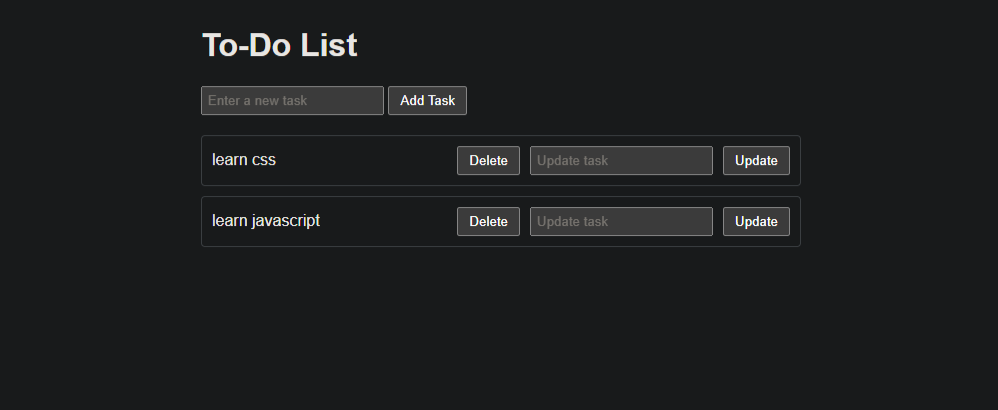 To-Do List
Enter a new task Add Task
learn css Delete Update task Update
learn javascript Delete Update task Update